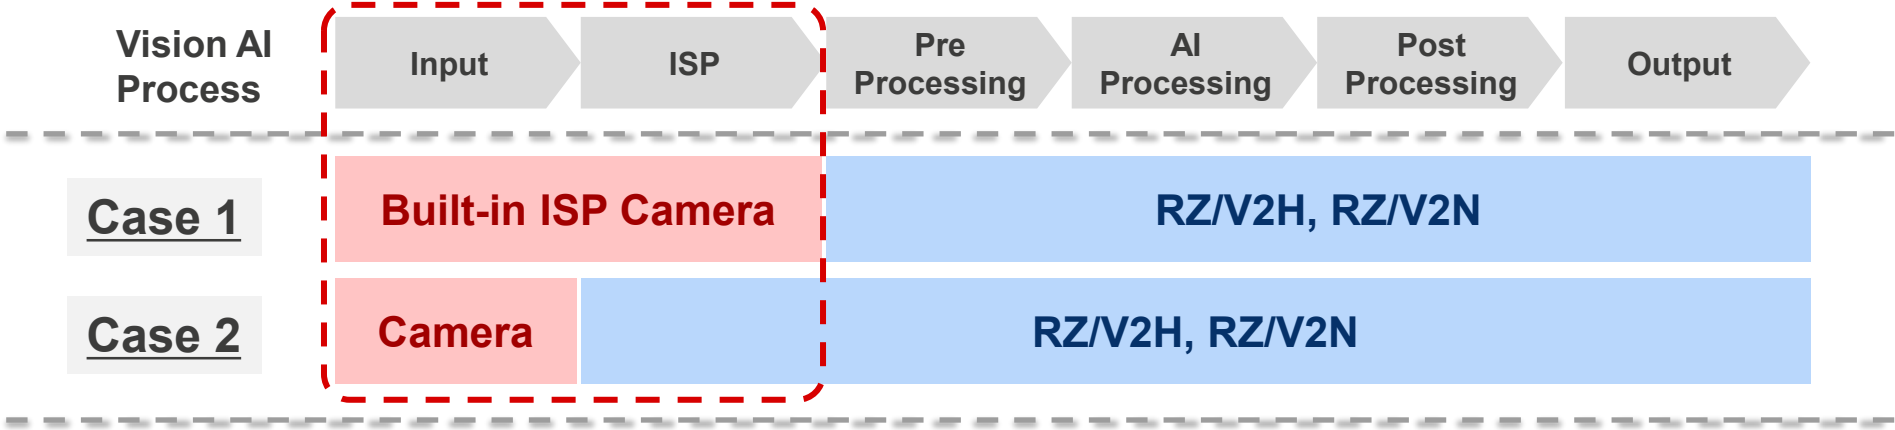 Vision AI
Process
Input
ISP
Pre
Processing
AI
Processing
Post
Processing
Output
Case 1
Built-in ISP Camera
RZ/V2H, RZ/V2N
Case 2
Camera
RZ/V2H, RZ/V2N